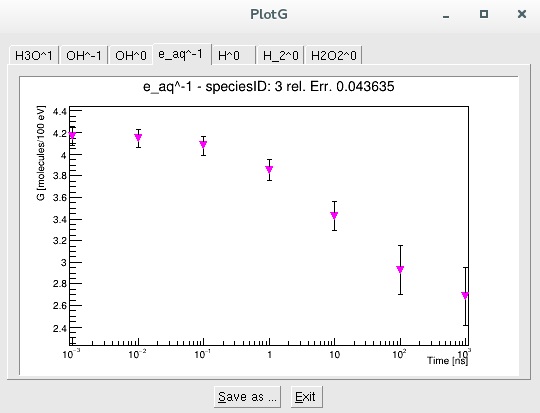 PlotG
H3O^1 OH^-1 OH^0 e_aq^-1 H^0 H_2^0 H2O2^0
e_aq^-1 - speciesID: 3 rel. Err. 0.043635
G [molecules/100 eV]
4.4
4.2
4
3.8
3.6
3.4
3.2
3
2.8
2.6
2.4
10⁻³ 10⁻² 10⁻¹ 1 10 10² 10³
Time [ns]
Save as ... Exit